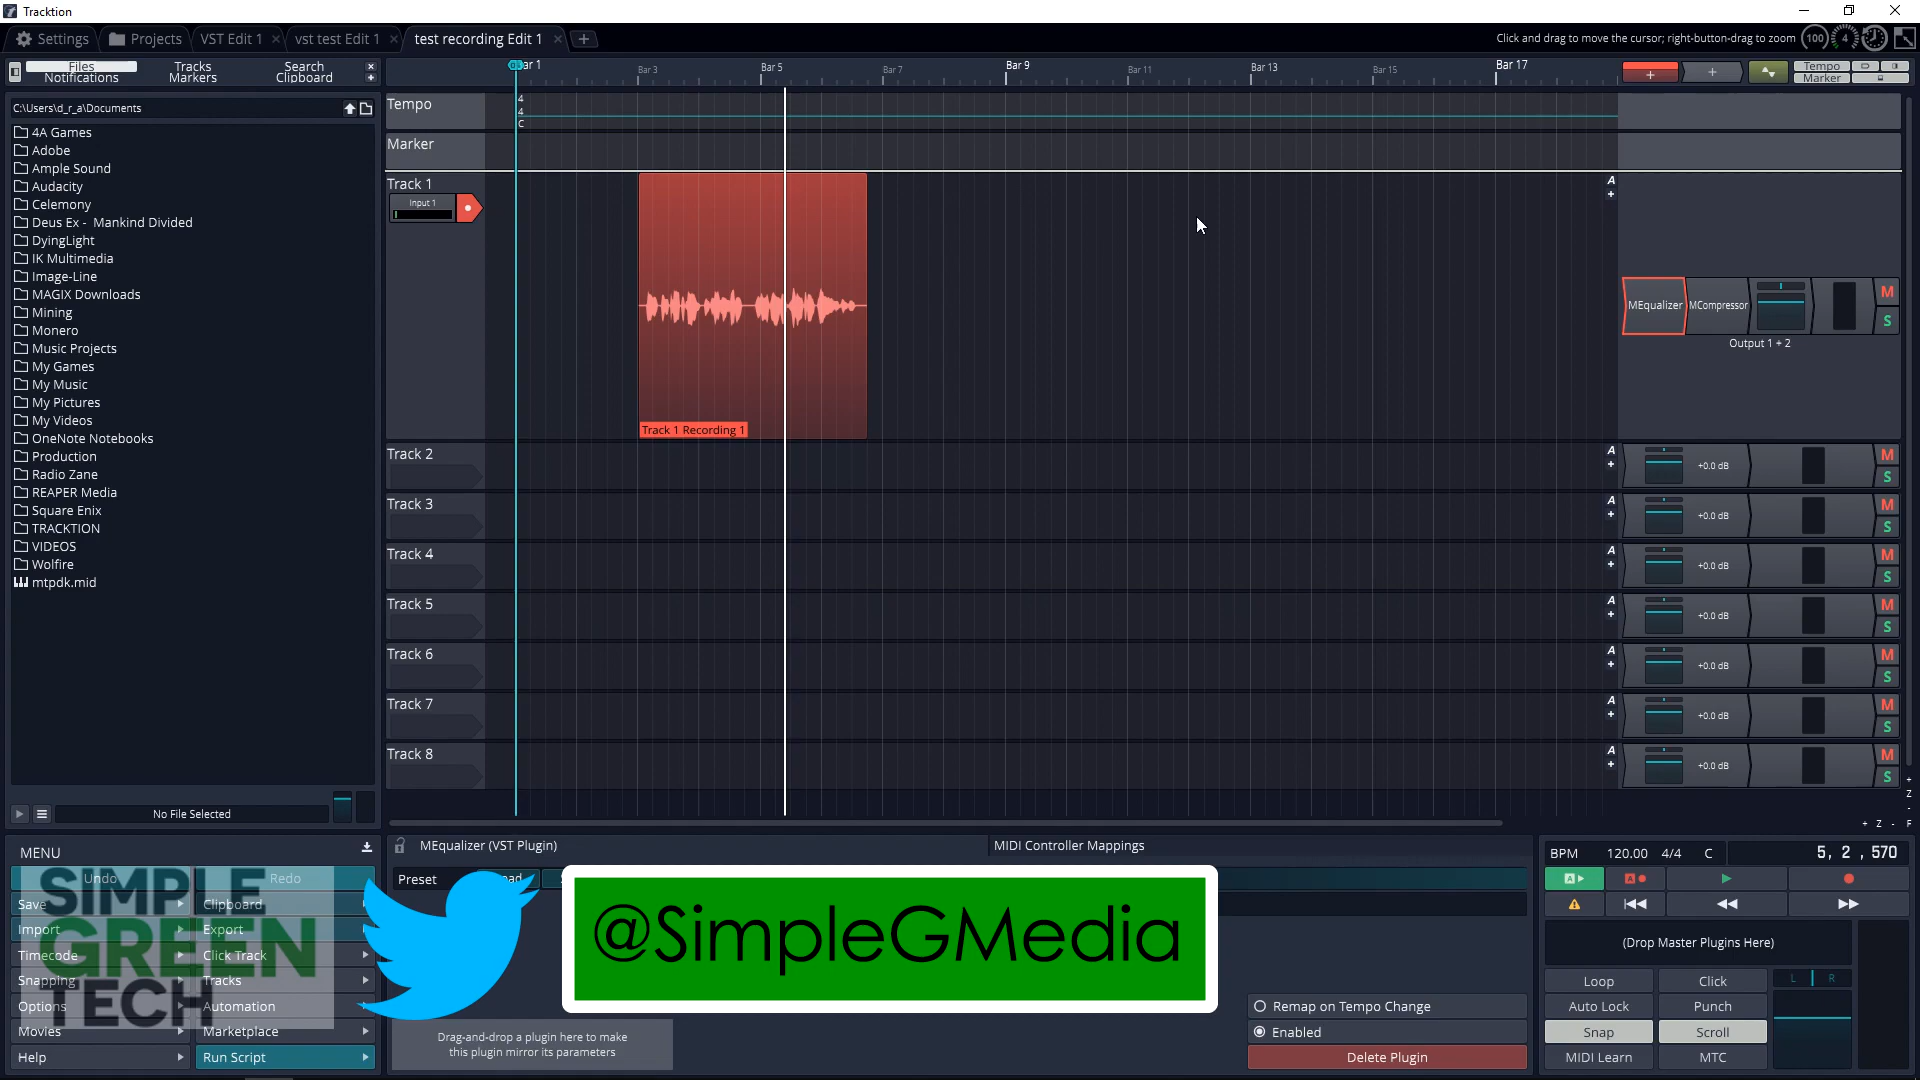 Tracktion
Settings
Projects
VST Edit 1
vst test Edit 1
test recording Edit 1
Click and drag to move the cursor; right-button-drag to zoom
100
4
Files
Notifications
Tracks
Markers
Search
Clipboard
Bar 3
Bar 5
Bar 7
Bar 9
Bar 11
Bar 13
Bar 15
Bar 17
Tempo
Marker
C:\Users\d_r_a\Documents
4A Games
Adobe
Ample Sound
Audacity
Celemony
Deus Ex - Mankind Divided
DyingLight
IK Multimedia
Image-Line
MAGIX Downloads
Mining
Monero
Music Projects
My Games
My Music
My Pictures
My Videos
OneNote Notebooks
Production
Radio Zane
REAPER Media
Square Enix
TRACKTION
VIDEOS
Wolfire
mtpdk.mid
No File Selected
Tempo
4
4
C
Marker
Track 1
Input 1
Track 1 Recording 1
A
MEqualizer
MCompressor
M
S
Output 1 + 2
Track 2
A
+0.0 dB
M
S
Track 3
A
+0.0 dB
M
S
Track 4
A
+0.0 dB
M
S
Track 5
A
+0.0 dB
M
S
Track 6
A
+0.0 dB
M
S
Track 7
A
+0.0 dB
M
S
Track 8
A
+0.0 dB
M
S
+
Z
-
+ Z - F
MENU
Undo
Redo
Save
Clipboard
Import
Export
Timecode
Click Track
Snapping
Tracks
Options
Automation
Movies
Marketplace
Help
Run Script
SIMPLE
GREEN
TECH
MEqualizer (VST Plugin)
MIDI Controller Mappings
Preset
@SimpleGMedia
Drag-and-drop a plugin here to make
this plugin mirror its parameters
Remap on Tempo Change
Enabled
Delete Plugin
BPM 120.00 4/4 C 5, 2 , 570
A
A
(Drop Master Plugins Here)
Loop
Click
L R
Auto Lock
Punch
Snap
Scroll
MIDI Learn
MTC